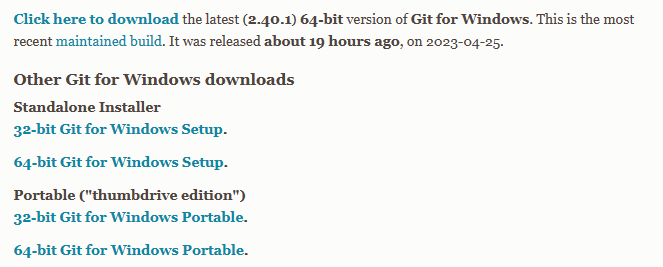 Click here to download the latest (2.40.1) 64-bit version of Git for Windows. This is the most
recent maintained build. It was released about 19 hours ago, on 2023-04-25.
Other Git for Windows downloads
Standalone Installer
32-bit Git for Windows Setup.
64-bit Git for Windows Setup.
Portable ("thumbdrive edition")
32-bit Git for Windows Portable.
64-bit Git for Windows Portable.